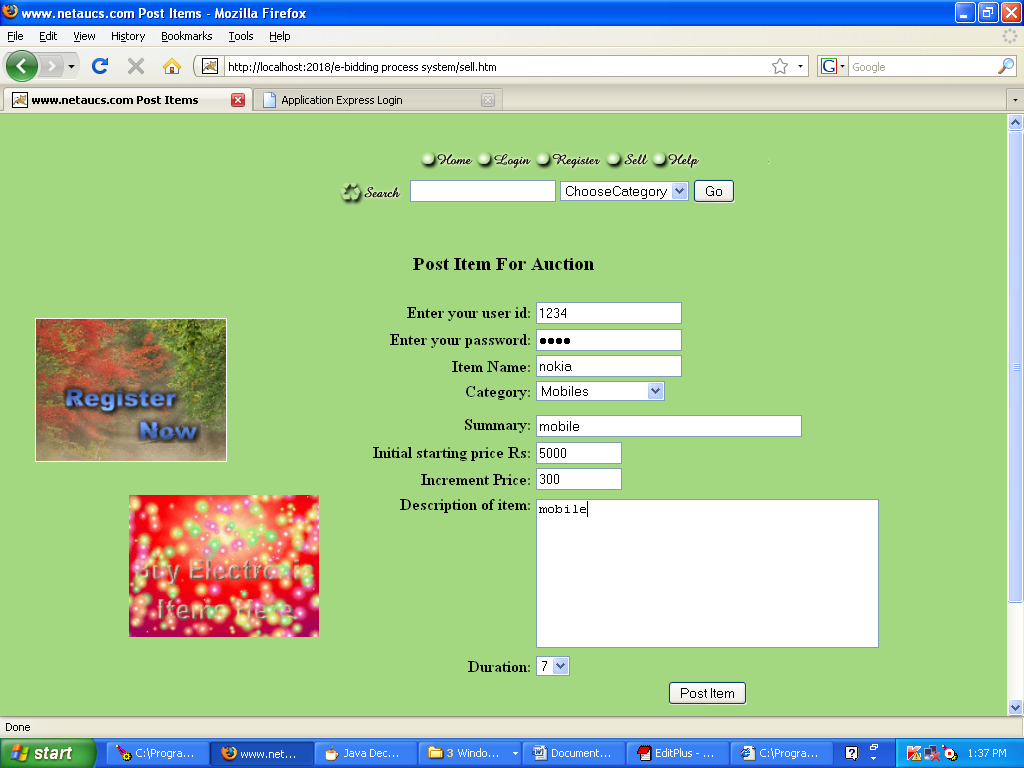 www.netaucs.com Post Items - Mozilla Firefox
File Edit View History Bookmarks Tools Help
http://localhost:2018/e-bidding process system/sell.htm
G Google
www.netaucs.com Post Items
Application Express Login
Home Login Register Sell Help
Search ChooseCategory Go
Post Item For Auction
Enter your user id: 1234
Enter your password: ●●●●
Item Name: nokia
Category: Mobiles
Summary: mobile
Initial starting price Rs: 5000
Increment Price: 300
Description of item: mobile
Duration: 7
Post Item
Register
Now
Buy Electronic
Items Here
Done
start C:\Progra... www.net... Java Dec... 3 Windo... Document... EditPlus - ... C:\Progra... 1:37 PM